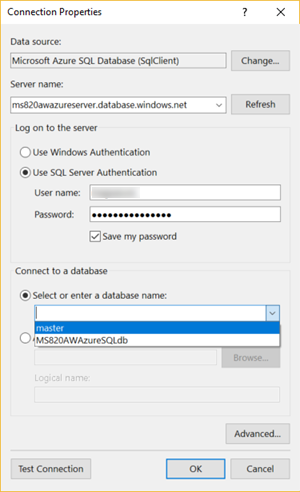 Connection Properties
Data source:
Microsoft Azure SQL Database (SqlClient)
Change...
Server name:
ms820awazureserver.database.windows.net
Refresh
Log on to the server
Use Windows Authentication
Use SQL Server Authentication
User name:
Password:
●●●●●●●●●●●●●●●
Save my password
Connect to a database
Select or enter a database name:
master
MS820AWAzureSQLdb
Browse...
Logical name:
Advanced...
Test Connection
OK
Cancel